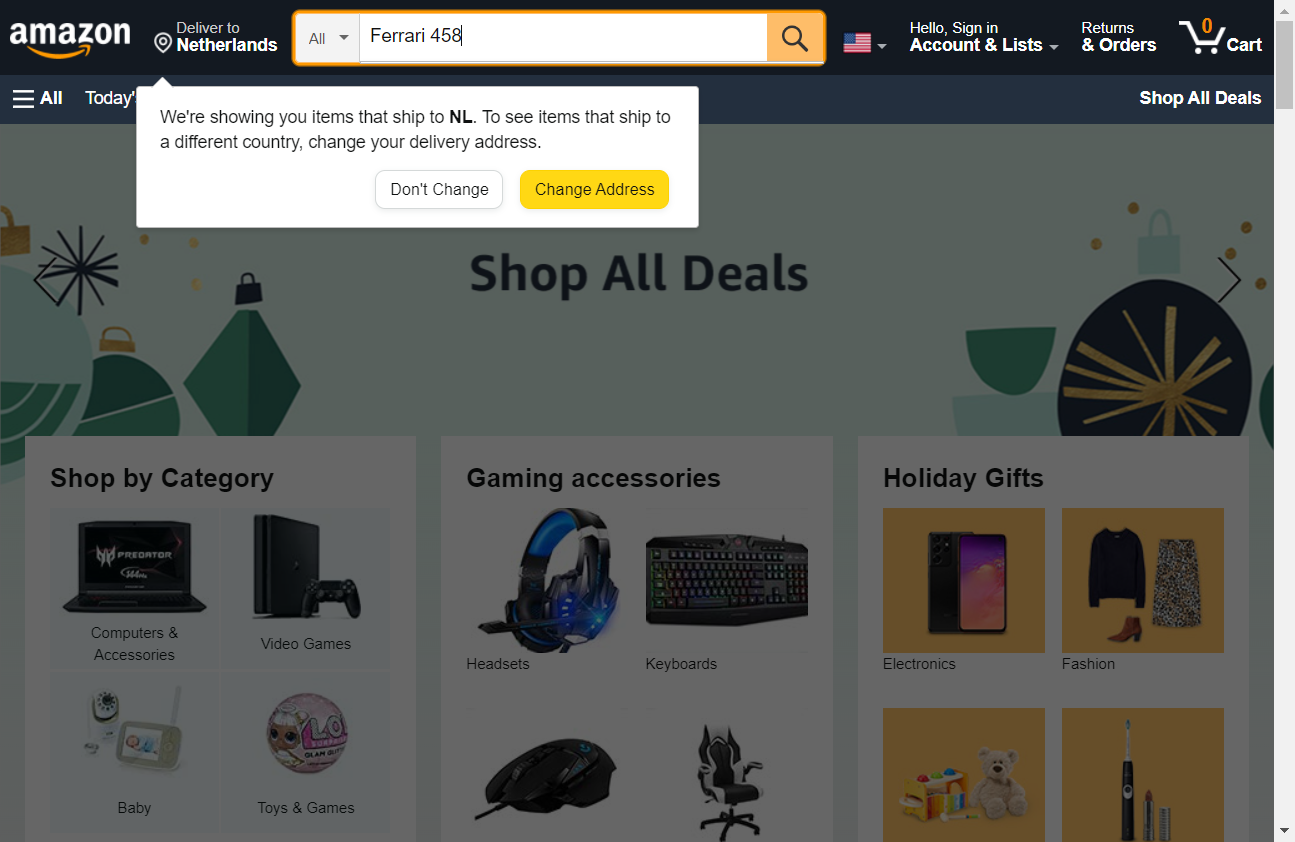 amazon
Deliver to
Netherlands
All
Ferrari 458
Hello, Sign in
Account & Lists
Returns
& Orders
0
Cart
All
Today's
Shop All Deals
We're showing you items that ship to NL. To see items that ship to
a different country, change your delivery address.
Don't Change
Change Address
Shop All Deals
Shop by Category
PREDATOR
Computers &
Accessories
Video Games
Baby
L.O.L.
SURPRISE
GLAM GLITTER
Toys & Games
Gaming accessories
Headsets
Keyboards
Holiday Gifts
Electronics
Fashion